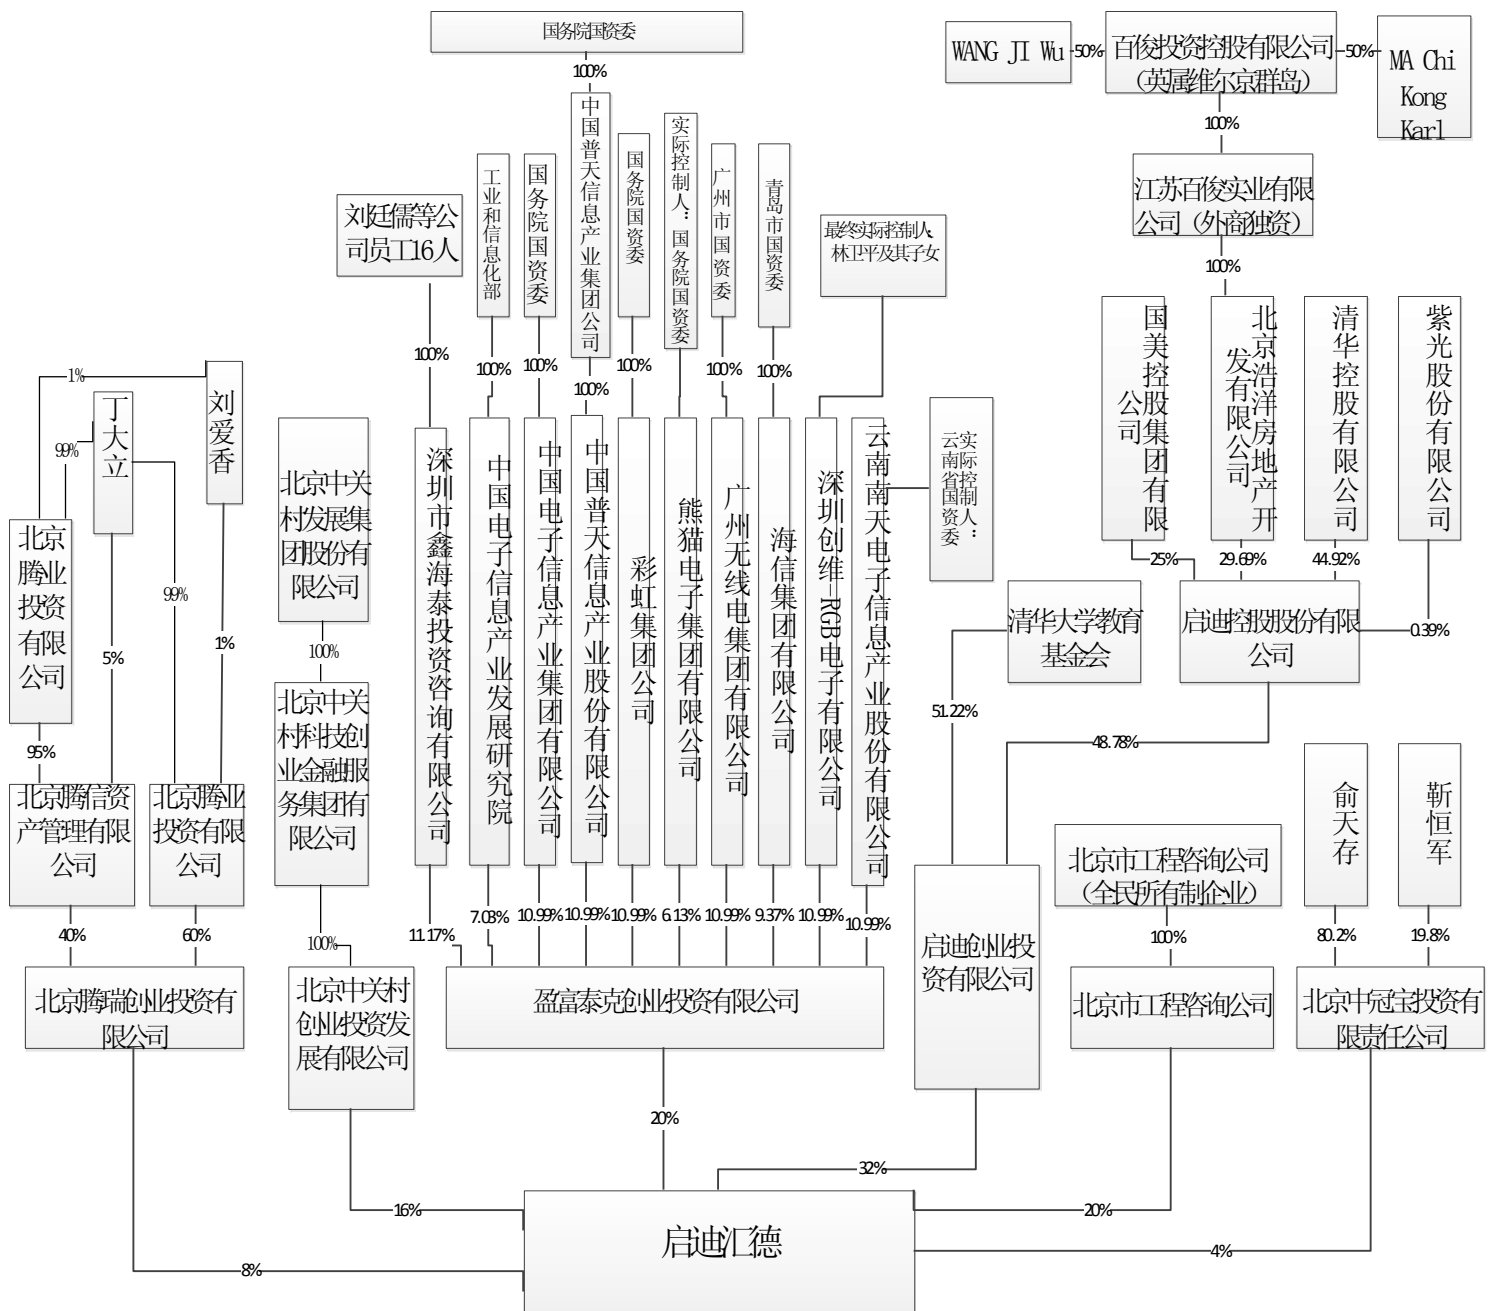 国务院国资委
100%
WANG JI Wu
50%
百俊投资控股有限公司
（英属维尔京群岛）
50%
MA Chi
Kong
Karl
100%
江苏百俊实业有限
公司（外商独资）
100%
刘廷儒等公
司员工16人
工业和信息化部
国务院国资委
中国普天信息产业集团公司
国务院国资委
实际控制人：国务院国资委
广州市国资委
青岛市国资委
最终实际控制人：
林卫平及其子女
100%
100%
100%
100%
100%
100%
100%
国美控股集团有限
公司
北京浩洋房地产开
发有限公司
清华控股有限公司
紫光股份有限公司
25%
29.69%
44.92%
0.39%
1%
99%
丁大立
刘爱香
北京
腾业
投资
有限
公司
99%
5%
1%
95%
北京腾信资
产管理有限
公司
北京腾业
投资有限
公司
40%
60%
北京腾瑞创业投资有
限公司
北京中关
村发展集
团股份有
限公司
100%
北京中关
村科技创
业金融服
务集团有
限公司
100%
北京中关村
创业投资发
展有限公司
深圳市鑫海泰投资咨询有限公司
中国电子信息产业发展研究院
中国电子信息产业集团有限公司
中国普天信息产业股份有限公司
彩虹集团公司
熊猫电子集团有限公司
广州无线电集团有限公司
海信集团有限公司
深圳创维-RGB电子有限公司
云南南天电子信息产业股份有限公司
实际控制人：
云南省国资委
11.17%
7.03%
10.99%
10.99%
10.99%
6.13%
10.99%
9.37%
10.99%
10.99%
盈富泰克创业投资有限公司
清华大学教育
基金会
启迪控股股份有限
公司
51.22%
48.78%
启迪创业投
资有限公司
北京市工程咨询公司
（全民所有制企业）
100%
北京市工程咨询公司
俞天存
靳恒军
80.2%
19.8%
北京中冠宝投资有
限责任公司
20%
32%
16%
20%
8%
4%
启迪汇德